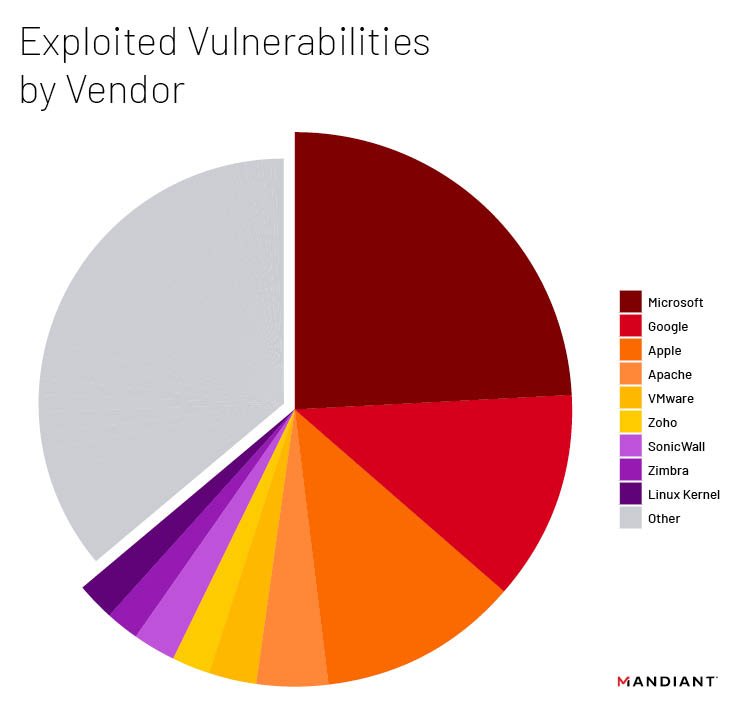 Exploited Vulnerabilities
by Vendor
Microsoft
Google
Apple
Apache
VMware
Zoho
SonicWall
Zimbra
Linux Kernel
Other
MANDIANT